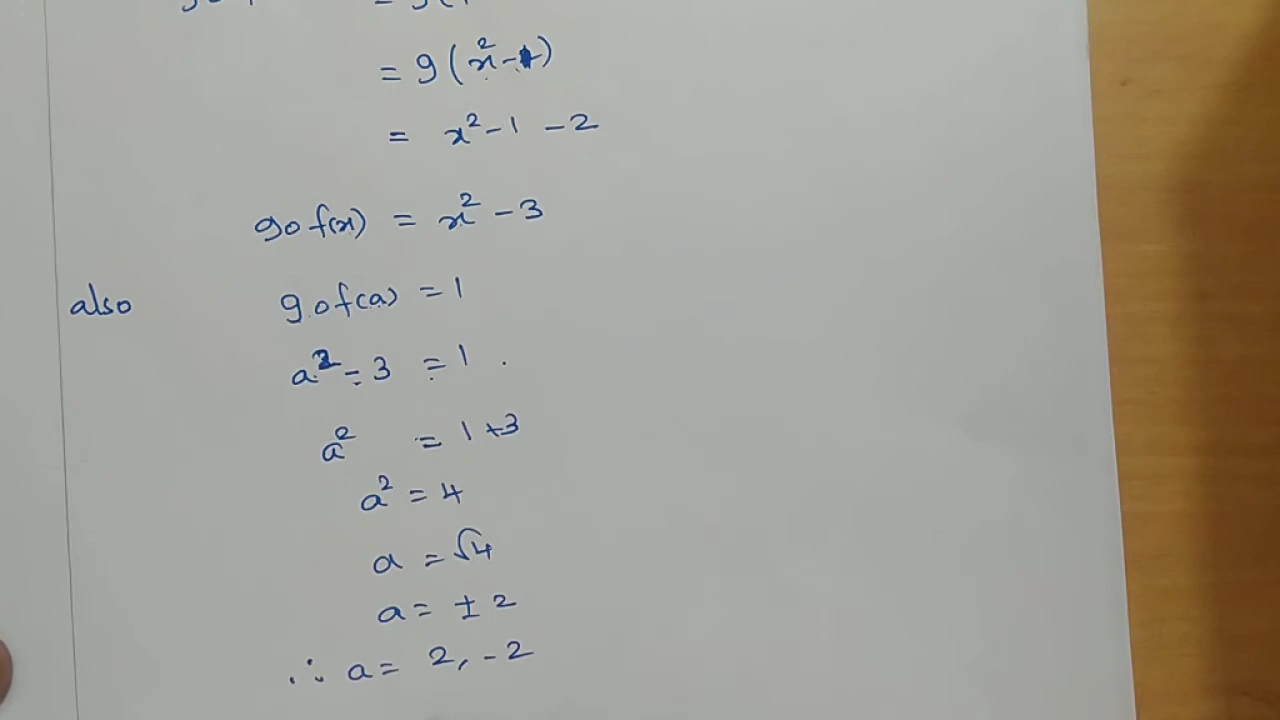 = g(x²-1)
= x²-1 -2
gof(x) = x²-3
also gof(a) = 1
a²-3 = 1
a² = 1+3
a² = 4
a = √4
a = ±2
∴ a = 2, -2